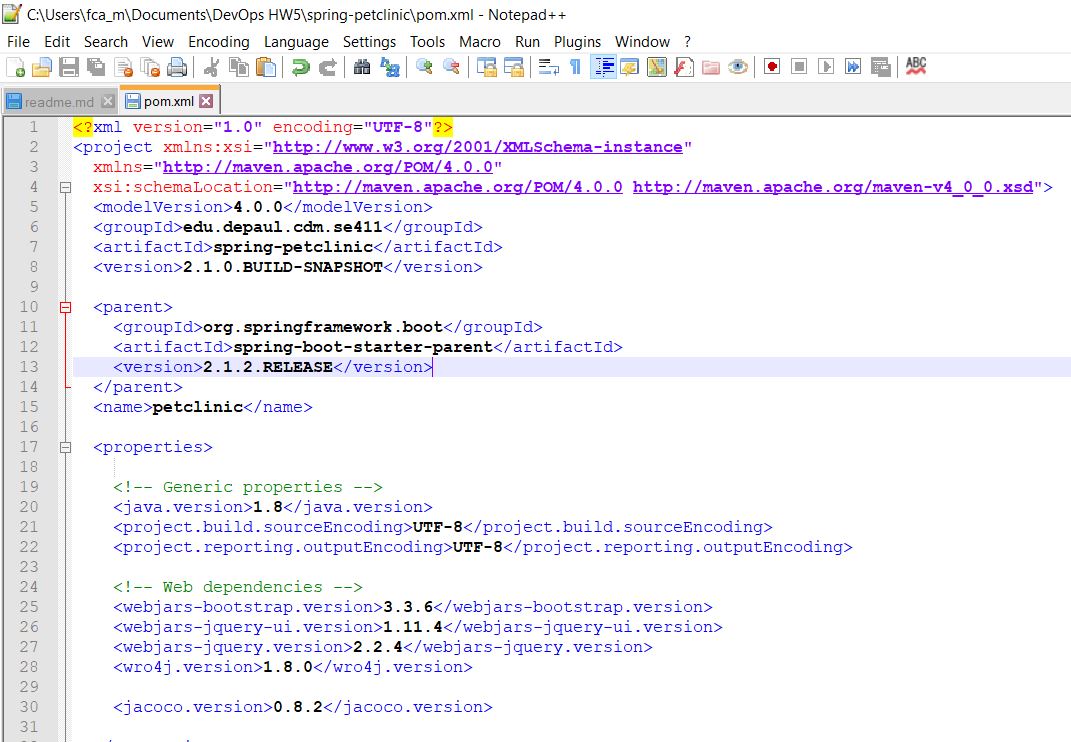 C:\Users\fca_m\Documents\DevOps HW5\spring-petclinic\pom.xml - Notepad++
File Edit Search View Encoding Language Settings Tools Macro Run Plugins Window ?
ABC
readme.md pom.xml
1 <?xml version="1.0" encoding="UTF-8"?>
2 <project xmlns:xsi="http://www.w3.org/2001/XMLSchema-instance"
3 xmlns="http://maven.apache.org/POM/4.0.0"
4 xsi:schemaLocation="http://maven.apache.org/POM/4.0.0 http://maven.apache.org/maven-v4_0_0.xsd">
5 <modelVersion>4.0.0</modelVersion>
6 <groupId>edu.depaul.cdm.se411</groupId>
7 <artifactId>spring-petclinic</artifactId>
8 <version>2.1.0.BUILD-SNAPSHOT</version>
9
10 <parent>
11 <groupId>org.springframework.boot</groupId>
12 <artifactId>spring-boot-starter-parent</artifactId>
13 <version>2.1.2.RELEASE</version>
14 </parent>
15 <name>petclinic</name>
16
17 <properties>
18
19 <!-- Generic properties -->
20 <java.version>1.8</java.version>
21 <project.build.sourceEncoding>UTF-8</project.build.sourceEncoding>
22 <project.reporting.outputEncoding>UTF-8</project.reporting.outputEncoding>
23
24 <!-- Web dependencies -->
25 <webjars-bootstrap.version>3.3.6</webjars-bootstrap.version>
26 <webjars-jquery-ui.version>1.11.4</webjars-jquery-ui.version>
27 <webjars-jquery.version>2.2.4</webjars-jquery.version>
28 <wro4j.version>1.8.0</wro4j.version>
29
30 <jacoco.version>0.8.2</jacoco.version>
31